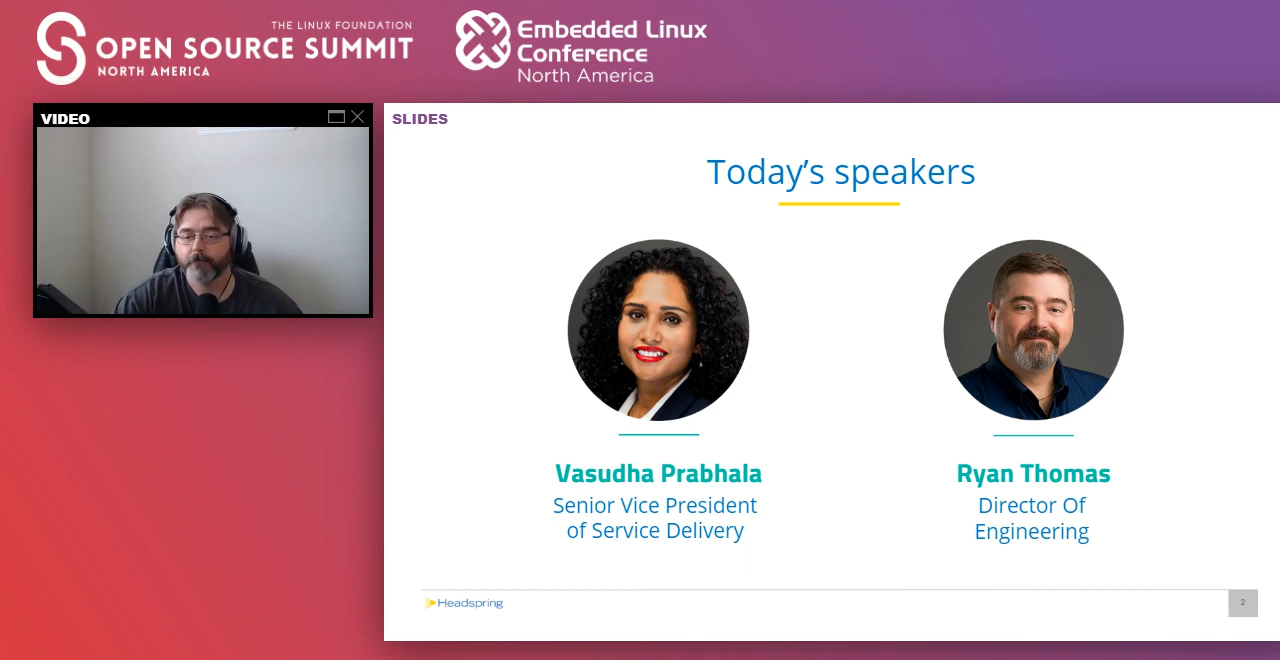 THE LINUX FOUNDATION
OPEN SOURCE SUMMIT
NORTH AMERICA
Embedded Linux
Conference
North America
VIDEO
SLIDES
Today's speakers
Vasudha Prabhala
Senior Vice President
of Service Delivery
Ryan Thomas
Director Of
Engineering
Headspring
2